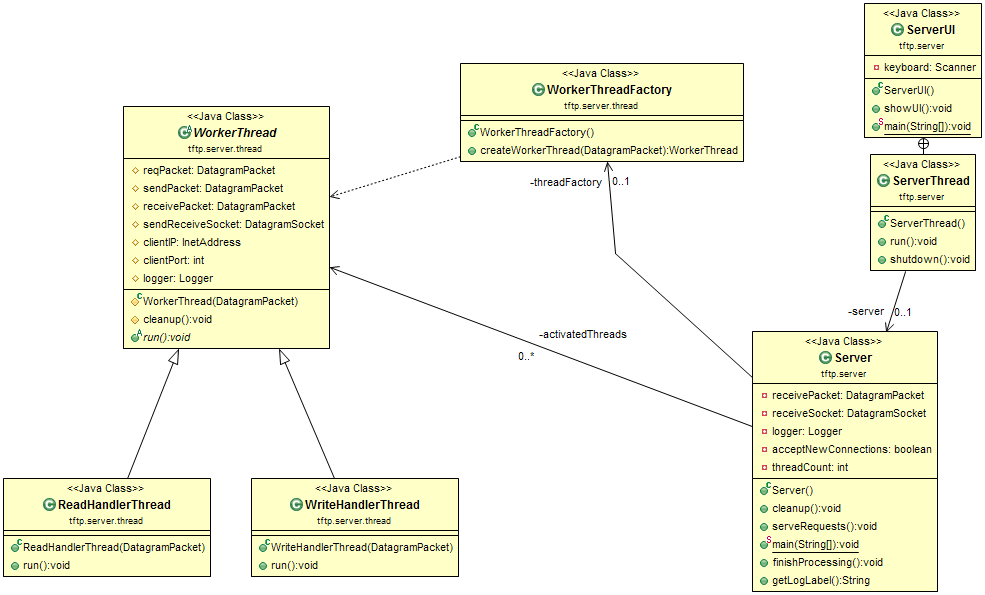 <<Java Class>>
ServerUI
tftp.server
keyboard: Scanner
ServerUI()
showUI():void
main(String[]):void
<<Java Class>>
WorkerThreadFactory
tftp.server.thread
WorkerThreadFactory()
createWorkerThread(DatagramPacket):WorkerThread
<<Java Class>>
WorkerThread
tftp.server.thread
reqPacket: DatagramPacket
sendPacket: DatagramPacket
receivePacket: DatagramPacket
sendReceiveSocket: DatagramSocket
clientIP: InetAddress
clientPort: int
logger: Logger
WorkerThread(DatagramPacket)
cleanup():void
run():void
<<Java Class>>
ServerThread
tftp.server
ServerThread()
run():void
shutdown():void
-threadFactory
0..1
-server
0..1
-activatedThreads
0..*
<<Java Class>>
Server
tftp.server
receivePacket: DatagramPacket
receiveSocket: DatagramSocket
logger: Logger
acceptNewConnections: boolean
threadCount: int
Server()
cleanup():void
serveRequests():void
main(String[]):void
finishProcessing():void
getLogLabel():String
<<Java Class>>
ReadHandlerThread
tftp.server.thread
ReadHandlerThread(DatagramPacket)
run():void
<<Java Class>>
WriteHandlerThread
tftp.server.thread
WriteHandlerThread(DatagramPacket)
run():void